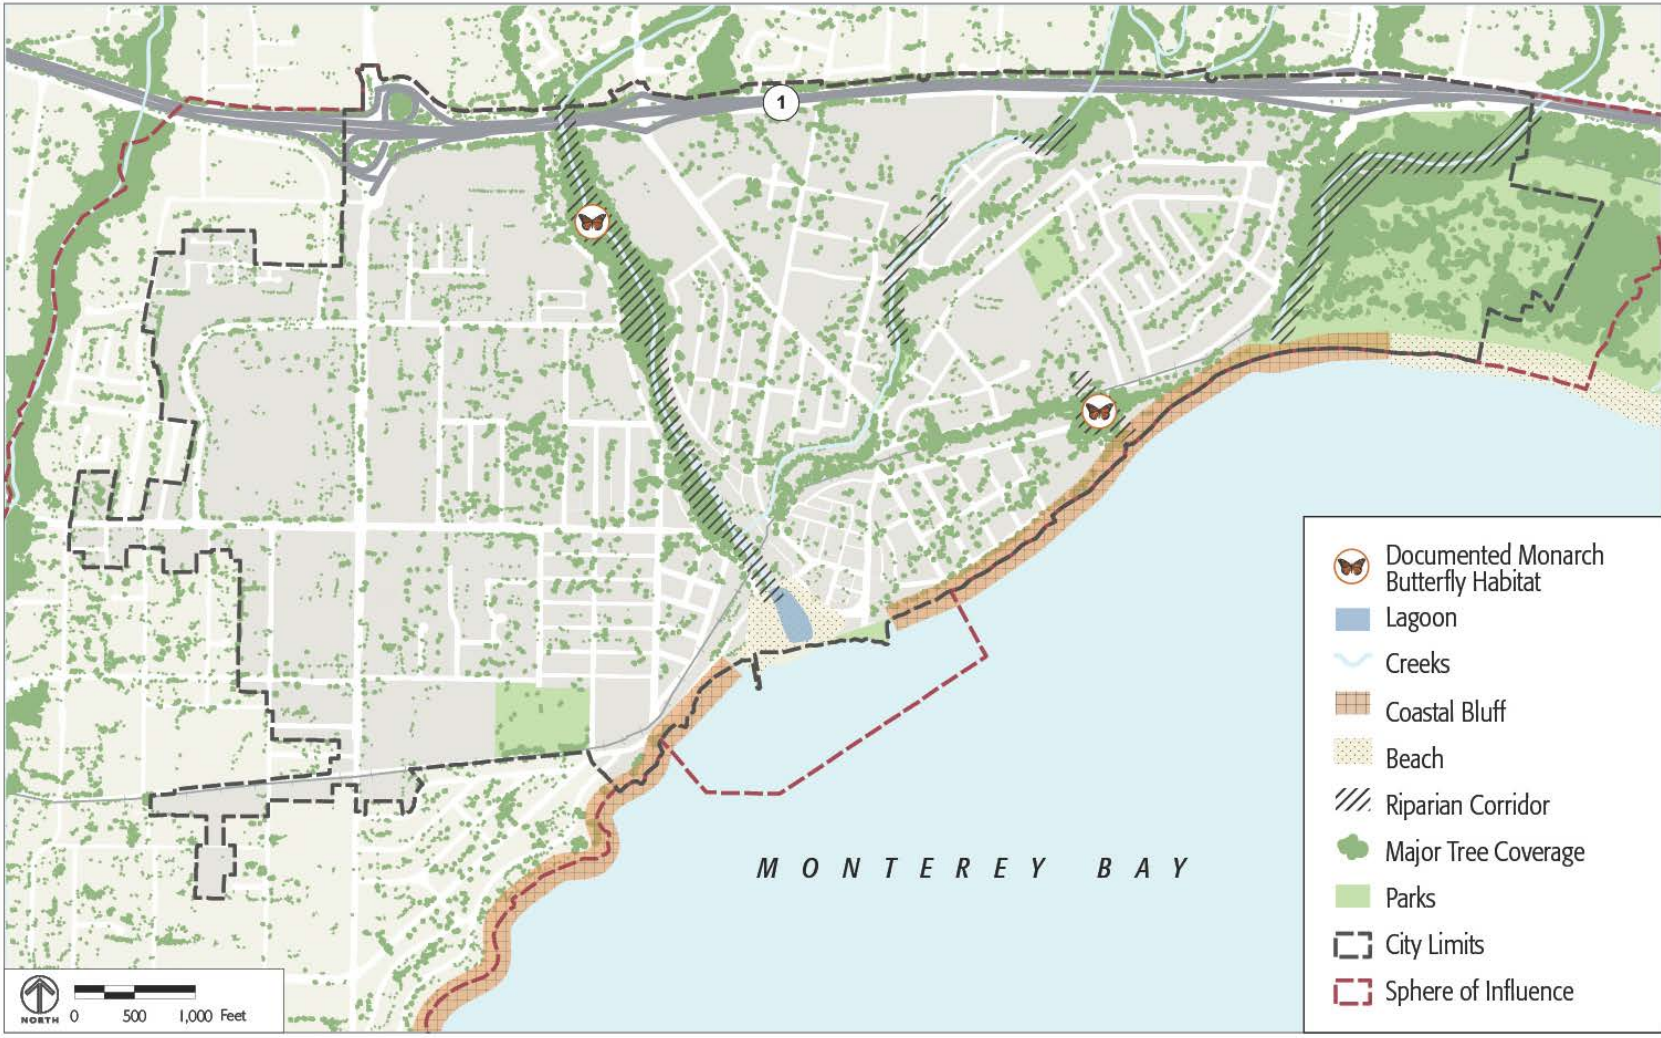 1
Documented Monarch
Butterfly Habitat
Lagoon
Creeks
Coastal Bluff
Beach
Riparian Corridor
Major Tree Coverage
Parks
City Limits
Sphere of Influence
MONTEREY BAY
NORTH
0 500 1,000 Feet